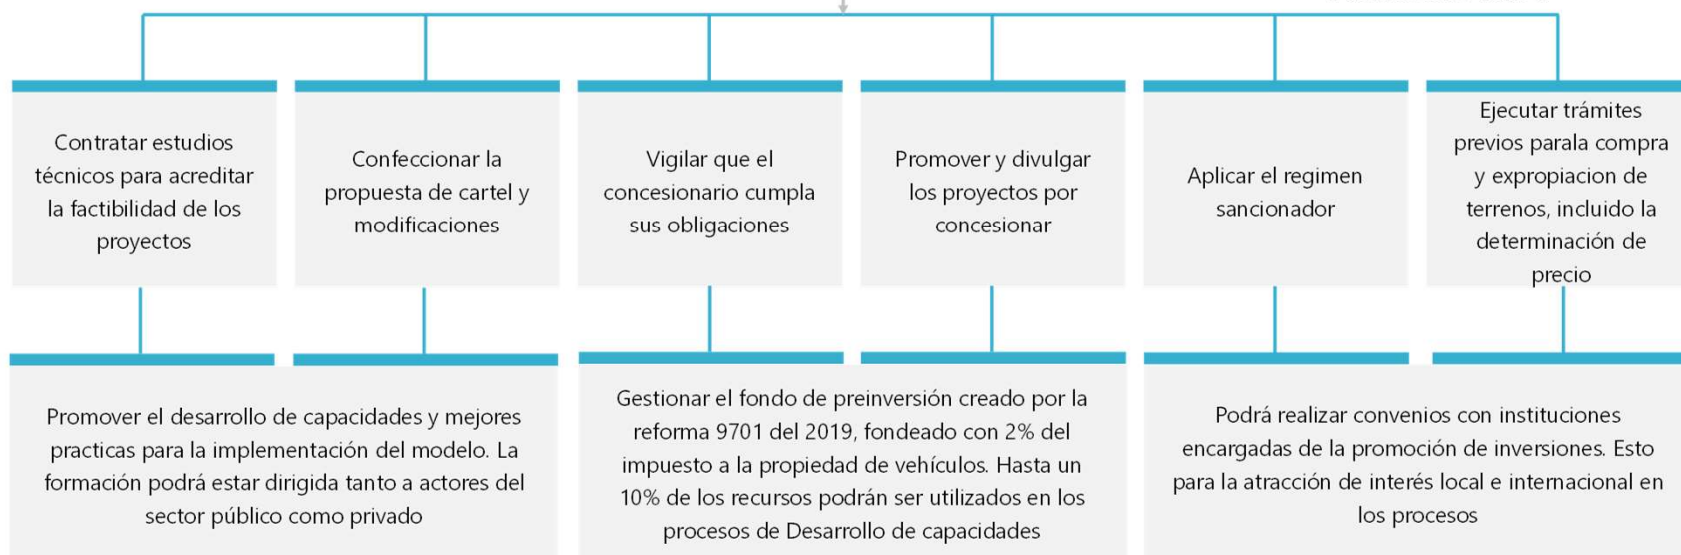 Contratar estudios
técnicos para acreditar
la factibilidad de los
proyectos
Confeccionar la
propuesta de cartel y
modificaciones
Vigilar que el
concesionario cumpla
sus obligaciones
Promover y divulgar
los proyectos por
concesionar
Aplicar el regimen
sancionador
Ejecutar trámites
previos parala compra
y expropiacion de
terrenos, incluido la
determinación de
precio
Promover el desarrollo de capacidades y mejores
practicas para la implementación del modelo. La
formación podrá estar dirigida tanto a actores del
sector público como privado
Gestionar el fondo de preinversión creado por la
reforma 9701 del 2019, fondeado con 2% del
impuesto a la propiedad de vehículos. Hasta un
10% de los recursos podrán ser utilizados en los
procesos de Desarrollo de capacidades
Podrá realizar convenios con instituciones
encargadas de la promoción de inversiones. Esto
para la atracción de interés local e internacional en
los procesos